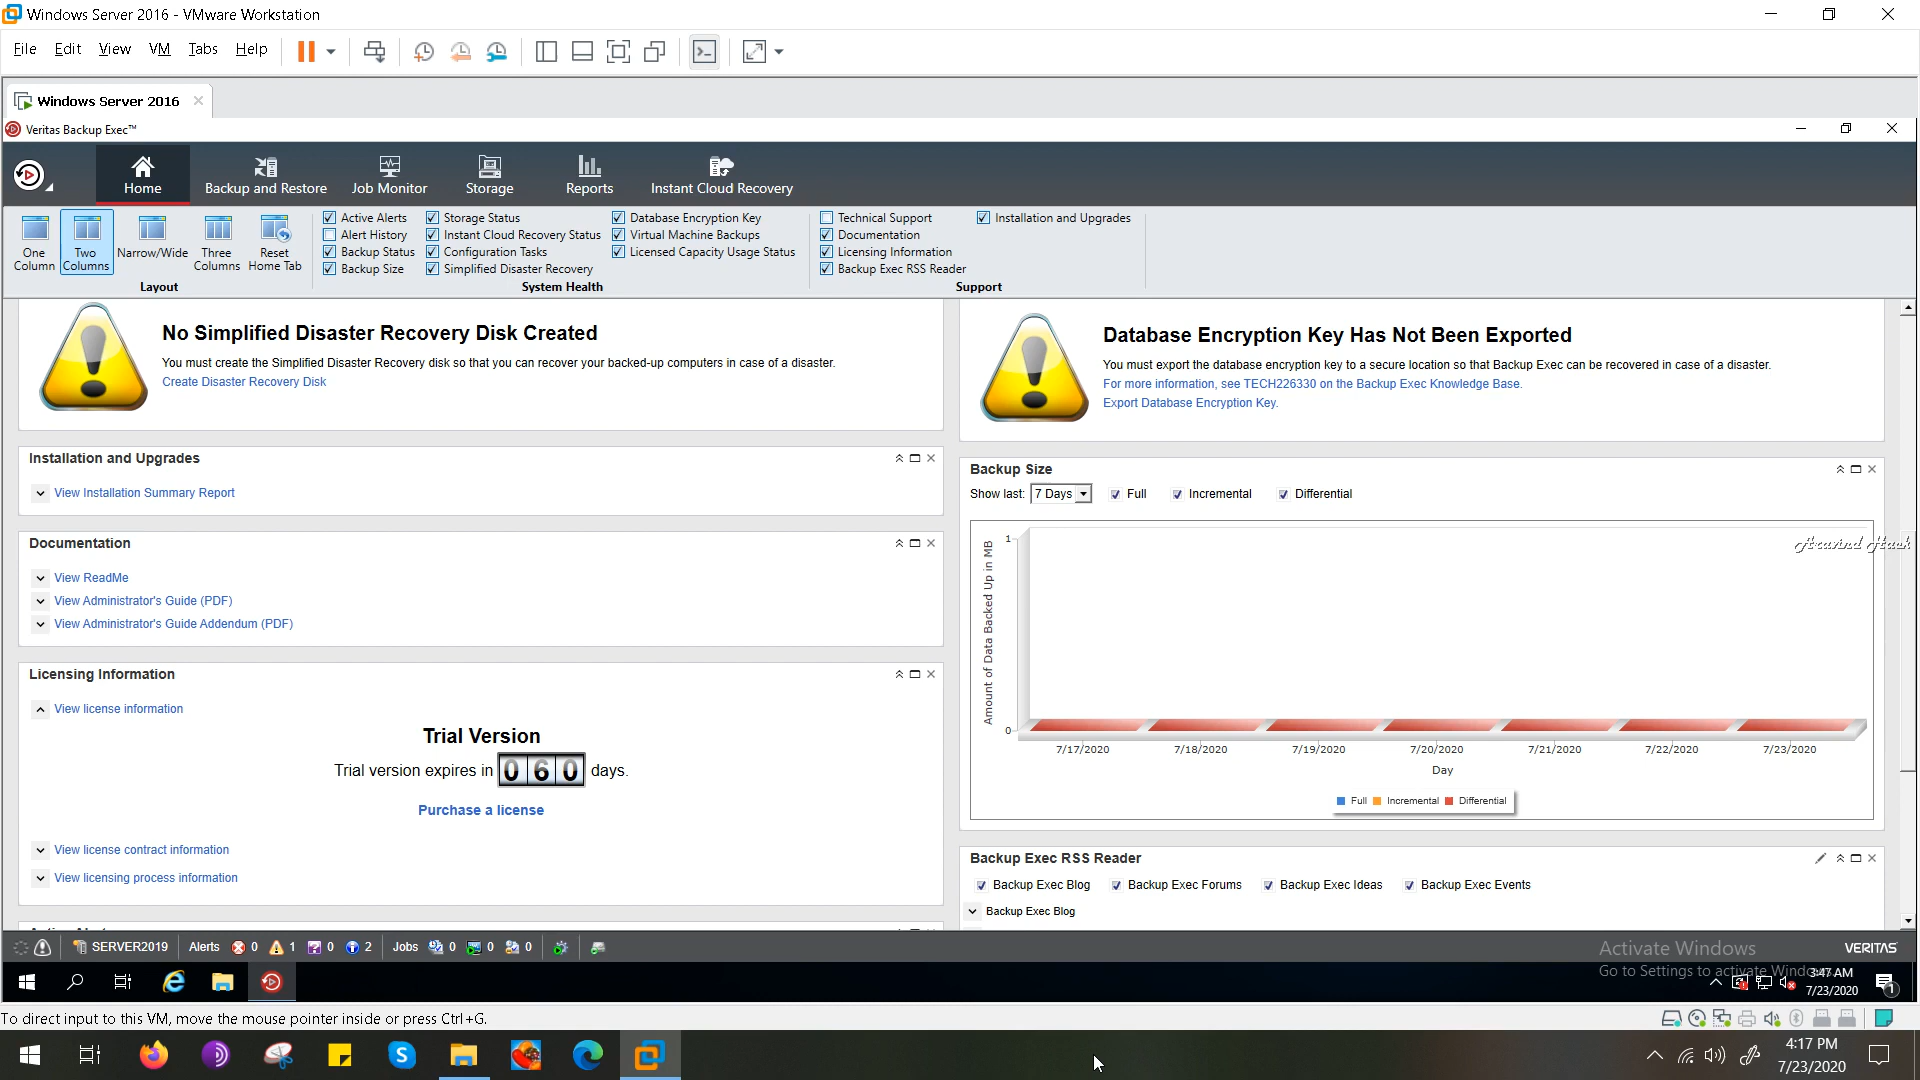 Windows Server 2016 - VMware Workstation
File Edit View VM Tabs Help
Windows Server 2016
Veritas Backup Exec™
Home
Backup and Restore
Job Monitor
Storage
Reports
Instant Cloud Recovery
One Column
Two Columns
Narrow/Wide
Three Columns
Reset Home Tab
Layout
Active Alerts
Alert History
Backup Status
Backup Size
Storage Status
Instant Cloud Recovery Status
Configuration Tasks
Simplified Disaster Recovery
Database Encryption Key
Virtual Machine Backups
Licensed Capacity Usage Status
System Health
Technical Support
Documentation
Licensing Information
Backup Exec RSS Reader
Installation and Upgrades
Support
No Simplified Disaster Recovery Disk Created
You must create the Simplified Disaster Recovery disk so that you can recover your backed-up computers in case of a disaster.
Create Disaster Recovery Disk
Installation and Upgrades
View Installation Summary Report
Documentation
View ReadMe
View Administrator's Guide (PDF)
View Administrator's Guide Addendum (PDF)
Licensing Information
View license information
Trial Version
Trial version expires in 060 days.
Purchase a license
View license contract information
View licensing process information
Database Encryption Key Has Not Been Exported
You must export the database encryption key to a secure location so that Backup Exec can be recovered in case of a disaster.
For more information, see TECH226330 on the Backup Exec Knowledge Base.
Export Database Encryption Key.
Backup Size
Show last: 7 Days Full Incremental Differential
Amount of Data Backed Up in MB
1
0
Aravind Hack
7/17/2020 7/18/2020 7/19/2020 7/20/2020 7/21/2020 7/22/2020 7/23/2020
Day
Full Incremental Differential
Backup Exec RSS Reader
Backup Exec Blog Backup Exec Forums Backup Exec Ideas Backup Exec Events
Backup Exec Blog
SERVER2019 Alerts 0 1 0 2 Jobs 0 0 0
VERITAS
Activate Windows
Go to Settings to activate Windows.
3:47 AM
7/23/2020
1
To direct input to this VM, move the mouse pointer inside or press Ctrl+G.
4:17 PM
7/23/2020